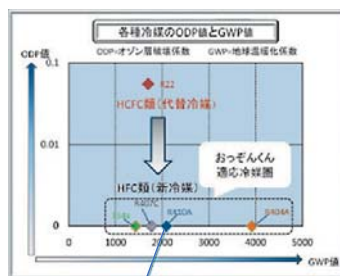 各種冷媒のODP値とGWP値
ODP-オゾン層破壊係数 GWP-地球温暖化係数
ODP値
0.1
R22
HCFC類(代替冷媒)
0.01
おっぞんくん
適応冷媒圏
HFC類(新冷媒)
R407C
R410A
R404A
0
0 1000 2000 3000 4000 5000
GWP値